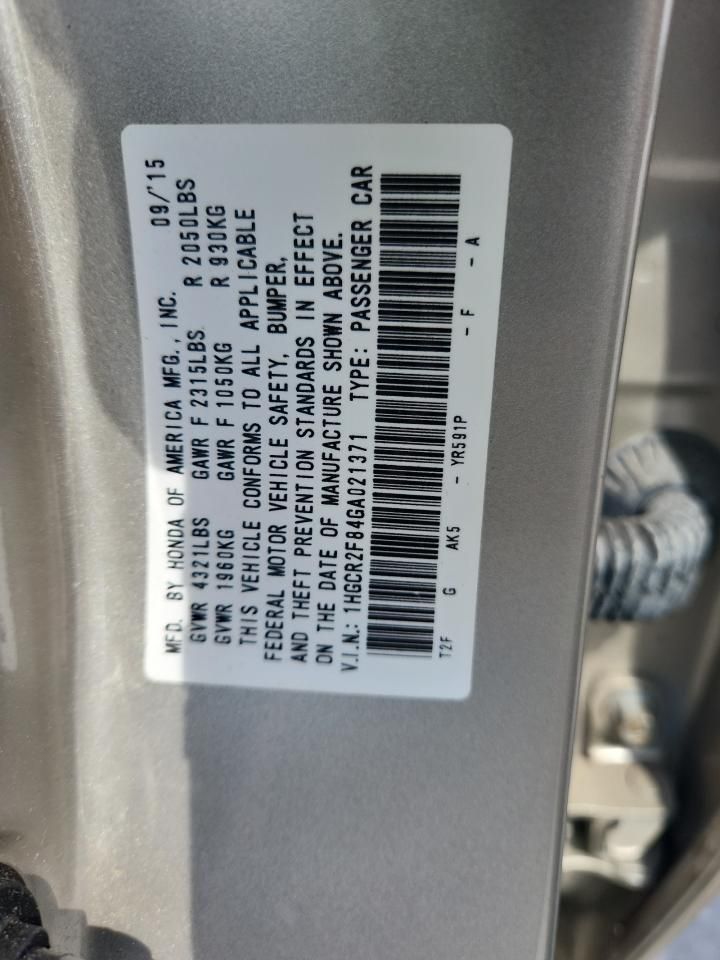 MFD. BY HONDA OF AMERICA MFG., INC. 09/'15
GVWR 4321LBS GAWR F 2315LBS R 2050LBS
GVWR 1960KG GAWR F 1050KG R 930KG
THIS VEHICLE CONFORMS TO ALL APPLICABLE
FEDERAL MOTOR VEHICLE SAFETY, BUMPER,
AND THEFT PREVENTION STANDARDS IN EFFECT
ON THE DATE OF MANUFACTURE SHOWN ABOVE.
V.I.N.: 1HGCR2F84GA021371 TYPE: PASSENGER CAR
T2F G AK5 - YR591P - F - A